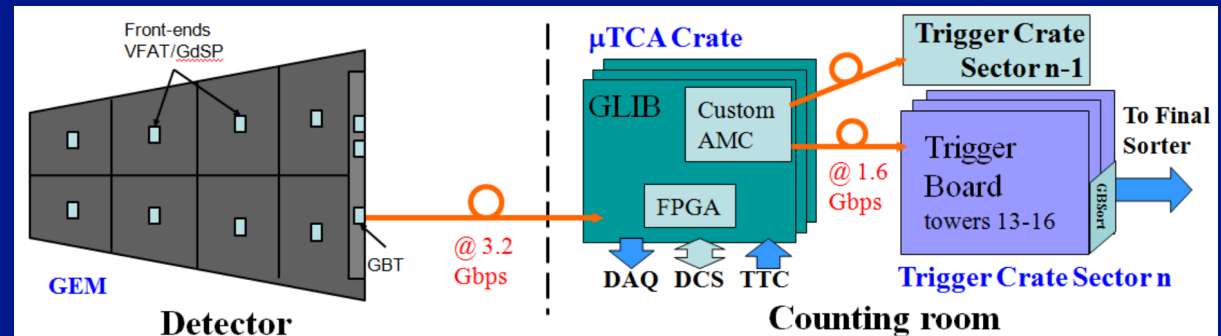 Front-ends
VFAT/GdSP
GEM
GBT
Detector
@ 3.2
Gbps
μTCA Crate
GLIB
Custom
AMC
FPGA
DAQ DCS TTC
@ 1.6
Gbps
Trigger Crate
Sector n-1
Trigger
Board
towers 13-16
GBSort
To Final
Sorter
Trigger Crate Sector n
Counting room